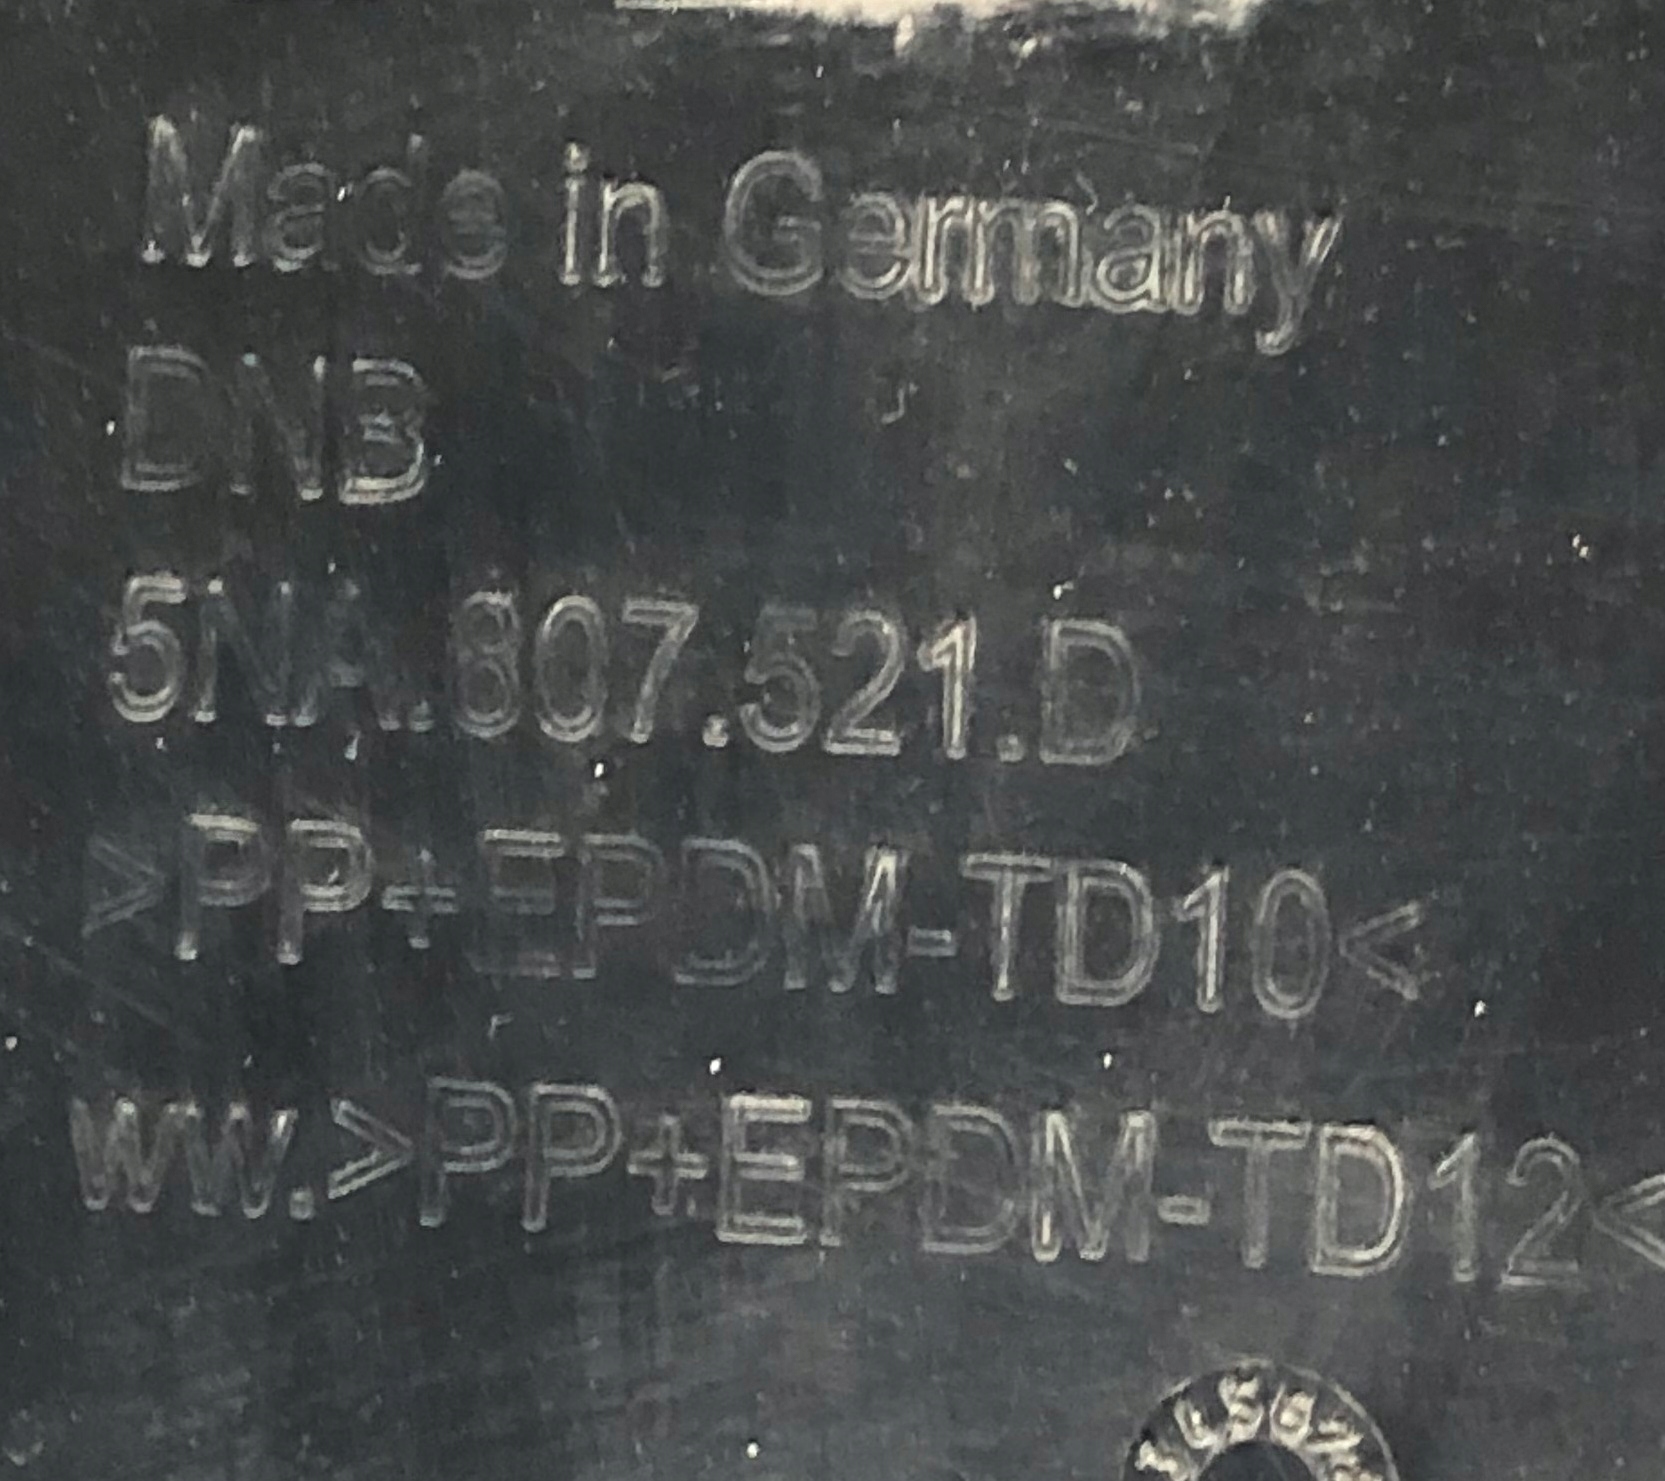 Made in Germany
DNB
5NA.807.521.D
>PP+EPDM-TD10<
ww.>PP+EPDM-TD12<